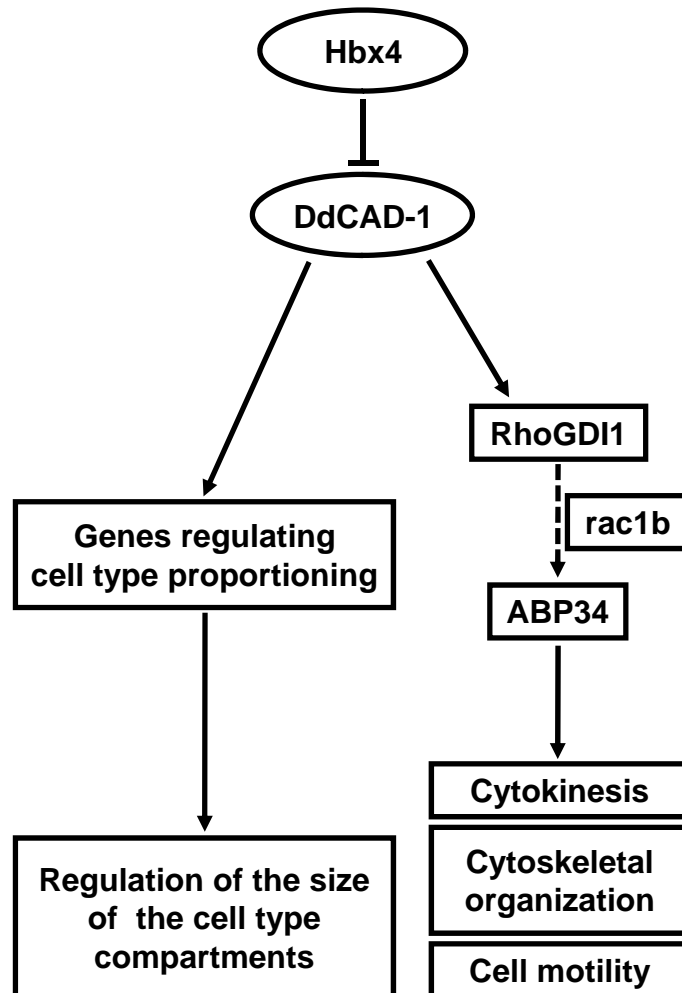 Hbx4
DdCAD-1
RhoGDI1
rac1b
Genes regulating
cell type proportioning
ABP34
Cytokinesis
Cytoskeletal
organization
Regulation of the size
of the cell type
compartments
Cell motility